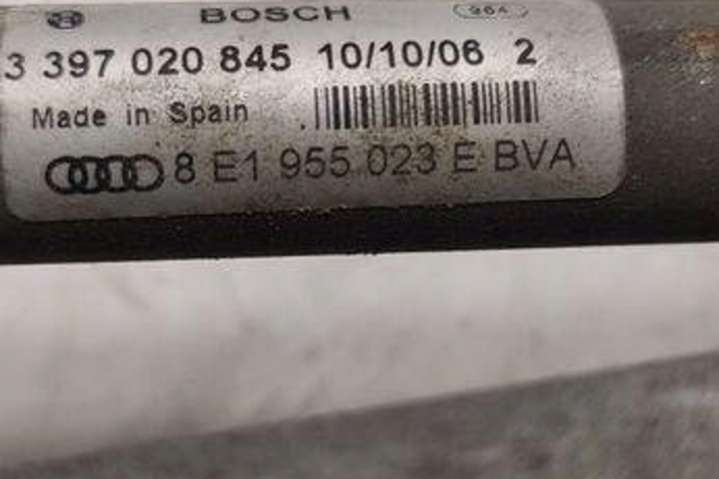 BOSCH
3 397 020 845 10/10/06 2
Made in Spain
8 E1 955 023 E BVA